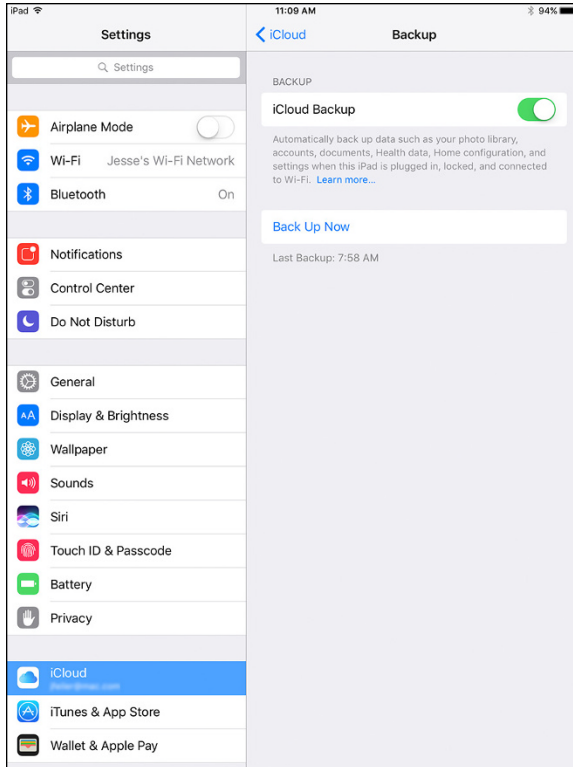 iPad
11:09 AM
94%
Settings
iCloud
Backup
Settings
BACKUP
iCloud Backup
Automatically back up data such as your photo library,
accounts, documents, Health data, Home configuration, and
settings when this iPad is plugged in, locked, and connected
to Wi-Fi. Learn more...
Back Up Now
Last Backup: 7:58 AM
Airplane Mode
Wi-Fi Jesse's Wi-Fi Network
Bluetooth On
Notifications
Control Center
Do Not Disturb
General
AA Display & Brightness
Wallpaper
Sounds
Siri
Touch ID & Passcode
Battery
Privacy
iCloud
iTunes & App Store
Wallet & Apple Pay